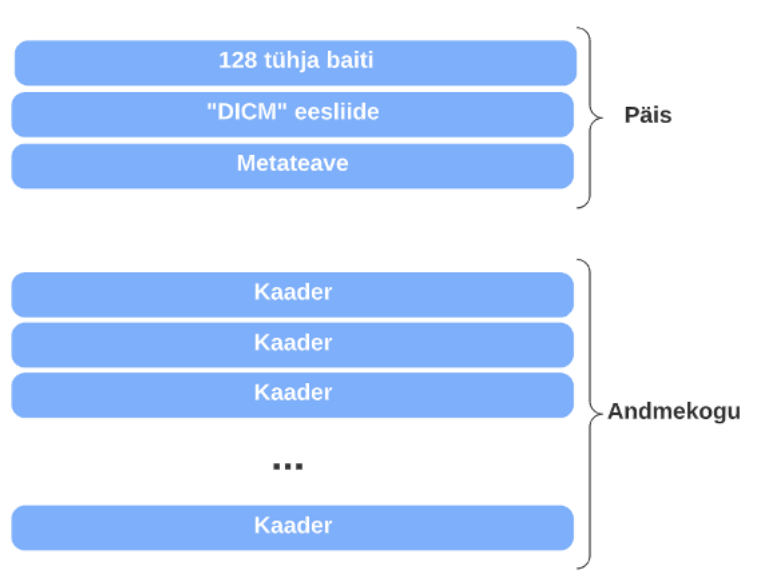 128 tühja baiti
"DICM" eesliide
Metateave
Päis
Kaader
Kaader
Kaader
...
Kaader
Andmekogu